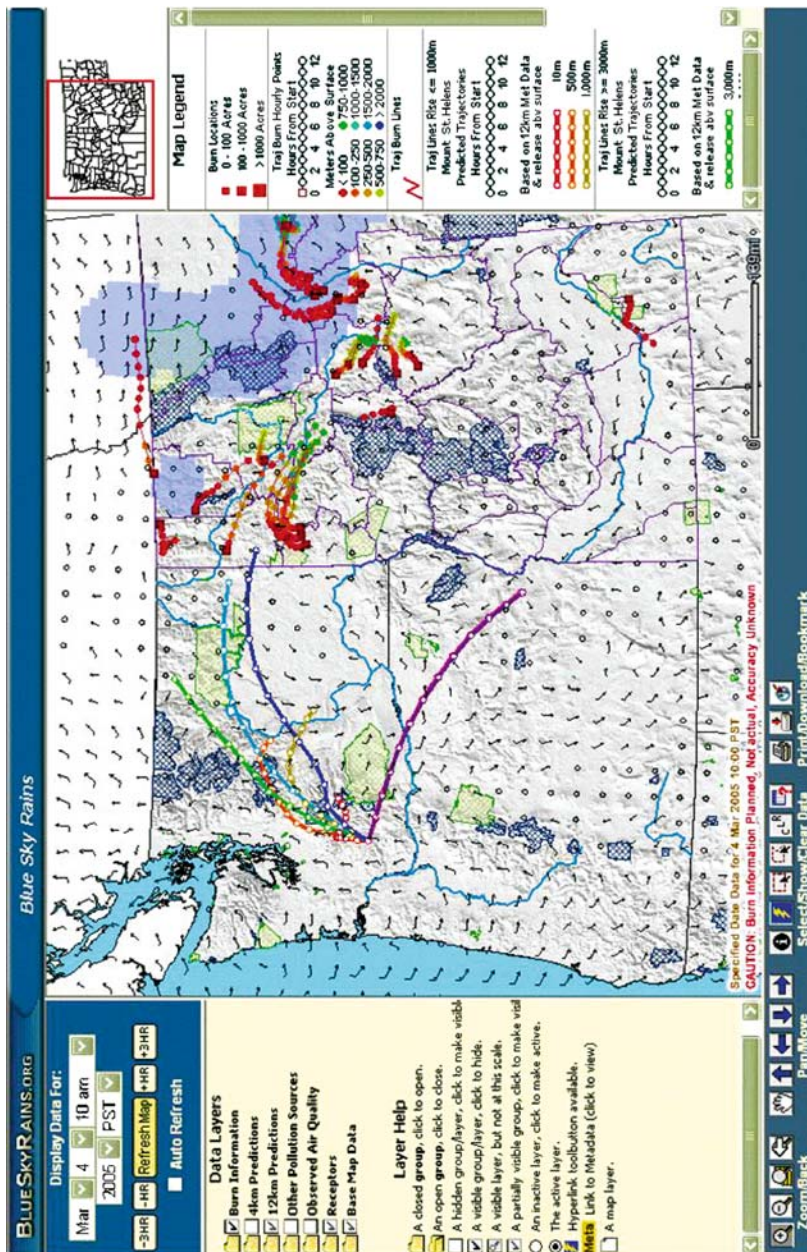 BLUESKYRAINS.ORG
Blue Sky Rains
Display Data For:
Mar 4 10 am
2005 PST
-3HR -HR Refresh Map +HR +3HR
Auto Refresh
Data Layers
Burn Information
4km Predictions
12km Predictions
Other Pollution Sources
Observed Air Quality
Receptors
Base Map Data
Layer Help
A closed group, click to open.
An open group, click to close.
A hidden group/layer, click to make visibl
A visible group/layer, click to hide.
A visible layer, but not at this scale.
A partially visible group, click to make visil
An inactive layer, click to make active.
The active layer.
Hyperlink toolbutton available.
Meta Link to Metadata (click to view)
A map layer.
Specified Date Data for 4 Mar 2005 10:00 PST
CAUTION: Burn Information Planned, Not actual, Accuracy Unknown
0 139mi
Map Legend
Burn Locations
0 - 100 Acres
100 - 1000 Acres
> 1000 Acres
Traj Burn Hourly Points
Hours From Start
0 2 4 6 8 10 12
Meters Above Surface
< 100 750-1000
100-250 1000-1500
250-500 1500-2000
500-750 > 2000
Traj Burn Lines
Traj Lines Rise <= 1000m
Mount St. Helens
Predicted Trajectories
Hours From Start
0 2 4 6 8 10 12
Based on 12km Met Data
& release abv surface
10m
500m
1,000m
Traj Lines Rise >= 3000m
Mount St. Helens
Predicted Trajectories
Hours From Start
0 2 4 6 8 10 12
Based on 12km Met Data
& release abv surface
3,000m
Pan/Move
Print/Download/Bookmark